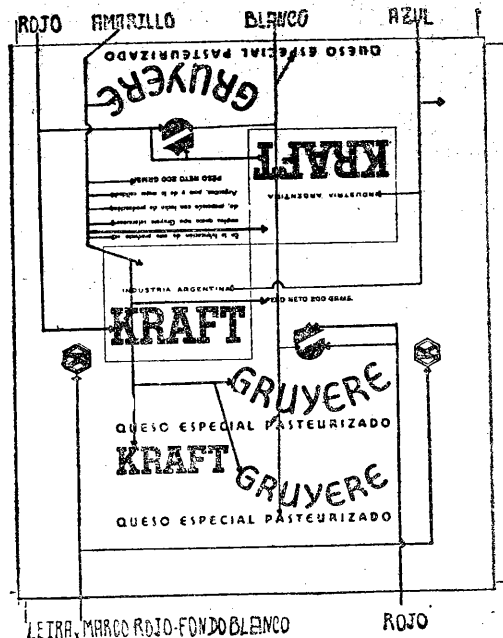 ROJO AMARILLO BLANCO AZUL
QUESO ESPECIAL PASTEURIZADO
GRUYERE
KRAFT
INDUSTRIA ARGENTINA
PESO NETO 200 GRMS.
INDUSTRIA ARGENTINA
PESO NETO 200 GRMS.
KRAFT
GRUYERE
QUESO ESPECIAL PASTEURIZADO
KRAFT
GRUYERE
QUESO ESPECIAL PASTEURIZADO
LETRA Y MARCO ROJO-FONDO BLANCO
ROJO